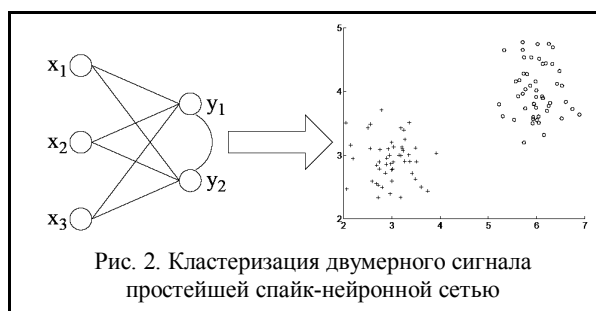 x1
x2
x3
y1
y2
5
4
3
2
2 3 4 5 6 7
Рис. 2. Кластеризация двумерного сигнала
простейшей спайк-нейронной сетью